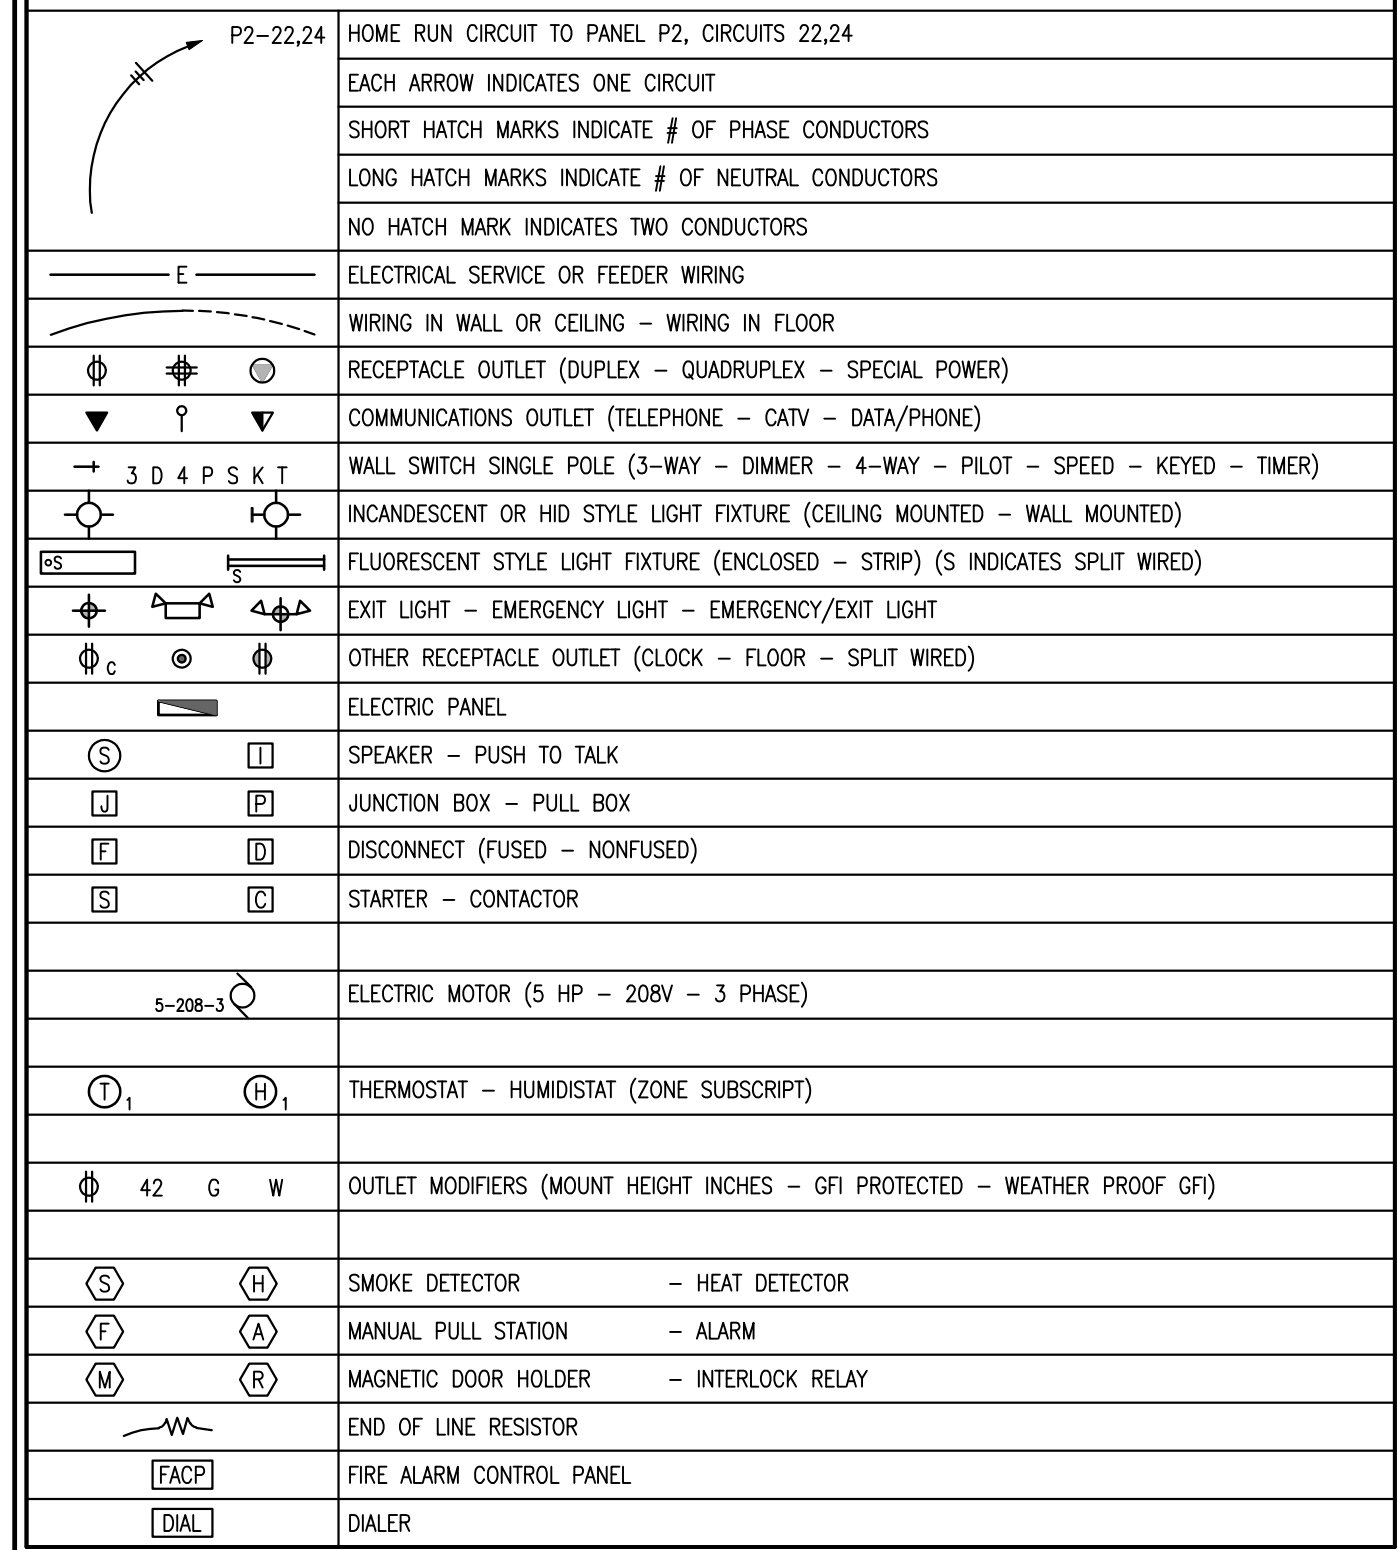 P2-22,24 HOME RUN CIRCUIT TO PANEL P2, CIRCUITS 22,24
EACH ARROW INDICATES ONE CIRCUIT
SHORT HATCH MARKS INDICATE # OF PHASE CONDUCTORS
LONG HATCH MARKS INDICATE # OF NEUTRAL CONDUCTORS
NO HATCH MARK INDICATES TWO CONDUCTORS
E ELECTRICAL SERVICE OR FEEDER WIRING
WIRING IN WALL OR CEILING – WIRING IN FLOOR
RECEPTACLE OUTLET (DUPLEX – QUADRUPLEX – SPECIAL POWER)
COMMUNICATIONS OUTLET (TELEPHONE – CATV – DATA/PHONE)
3 D 4 P S K T WALL SWITCH SINGLE POLE (3-WAY – DIMMER – 4-WAY – PILOT – SPEED – KEYED – TIMER)
INCANDESCENT OR HID STYLE LIGHT FIXTURE (CEILING MOUNTED – WALL MOUNTED)
S S FLUORESCENT STYLE LIGHT FIXTURE (ENCLOSED – STRIP) (S INDICATES SPLIT WIRED)
EXIT LIGHT – EMERGENCY LIGHT – EMERGENCY/EXIT LIGHT
C OTHER RECEPTACLE OUTLET (CLOCK – FLOOR – SPLIT WIRED)
ELECTRIC PANEL
S I SPEAKER – PUSH TO TALK
J P JUNCTION BOX – PULL BOX
F D DISCONNECT (FUSED – NONFUSED)
S C STARTER – CONTACTOR
5-208-3 ELECTRIC MOTOR (5 HP – 208V – 3 PHASE)
T 1 H 1 THERMOSTAT – HUMIDISTAT (ZONE SUBSCRIPT)
42 G W OUTLET MODIFIERS (MOUNT HEIGHT INCHES – GFI PROTECTED – WEATHER PROOF GFI)
S H SMOKE DETECTOR – HEAT DETECTOR
F A MANUAL PULL STATION – ALARM
M R MAGNETIC DOOR HOLDER – INTERLOCK RELAY
END OF LINE RESISTOR
FACP FIRE ALARM CONTROL PANEL
DIAL DIALER